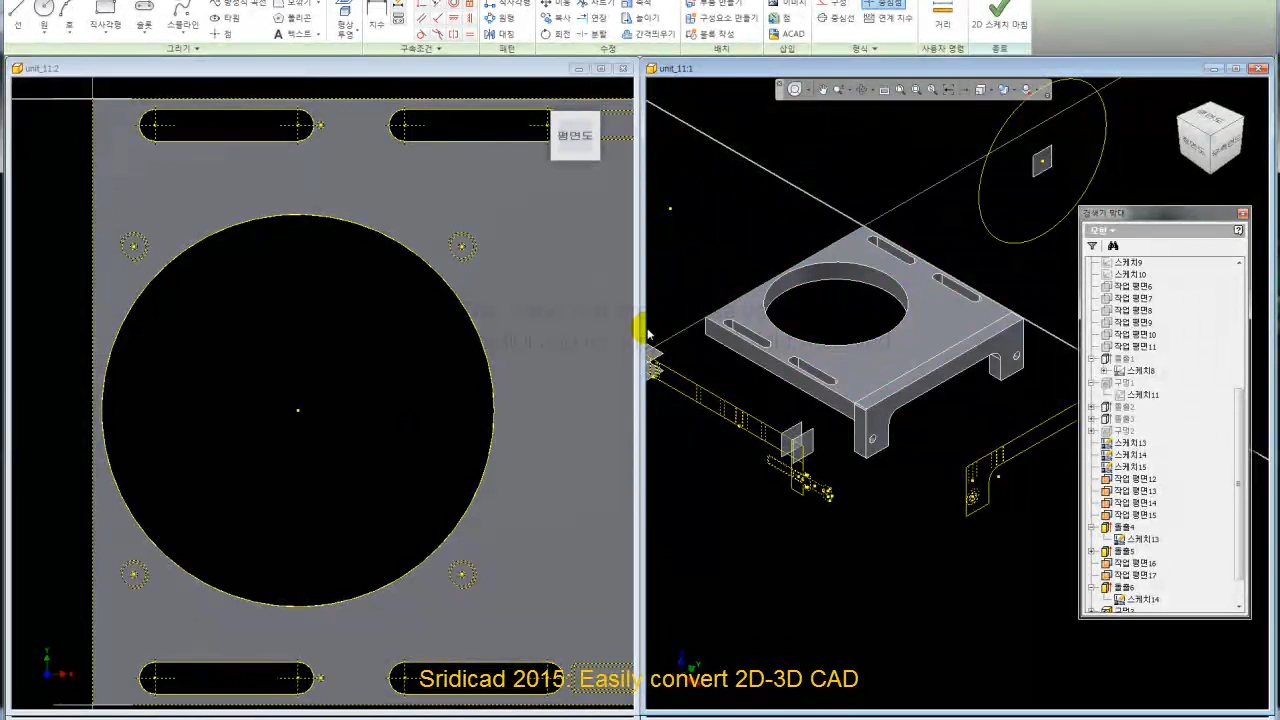 선 원 호 직사각형 슬롯 스플라인
원 폴리곤
점 텍스트
형상
투영
치수
원형
대칭
이동 연장 축척
복사 늘이기
회전 분할 간격띄우기
부품 만들기
구성요소 만들기
블록 작성
이미지
점
ACAD
구성 중심점
중심선 연계 치수
거리
2D 스케치 마침
그리기 구속조건 패턴 수정 배치 삽입 형식 사용자 명령 종료
unit_11:2
unit_11:1
평면도
평면도
정면도
검색기 막대
모형
스케치9
스케치10
작업 평면6
작업 평면7
작업 평면8
작업 평면9
작업 평면10
작업 평면11
돌출1
스케치8
구멍1
스케치11
돌출2
돌출3
구멍2
스케치13
스케치14
스케치15
작업 평면12
작업 평면13
작업 평면14
작업 평면15
돌출4
스케치13
돌출5
작업 평면16
작업 평면17
돌출6
스케치14
Sridicad 2015: Easily convert 2D-3D CAD